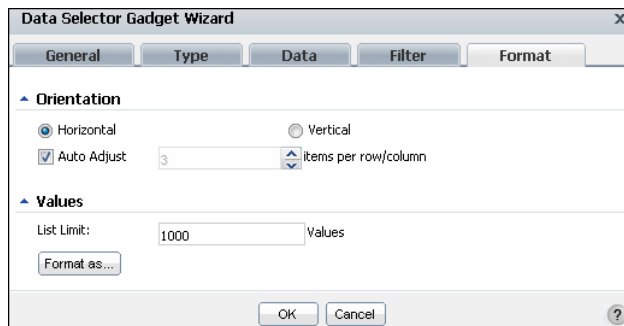 Data Selector Gadget Wizard x
General Type Data Filter Format
Orientation
Horizontal Vertical
Auto Adjust 3 items per row/column
Values
List Limit: 1000 Values
Format as...
OK Cancel ?